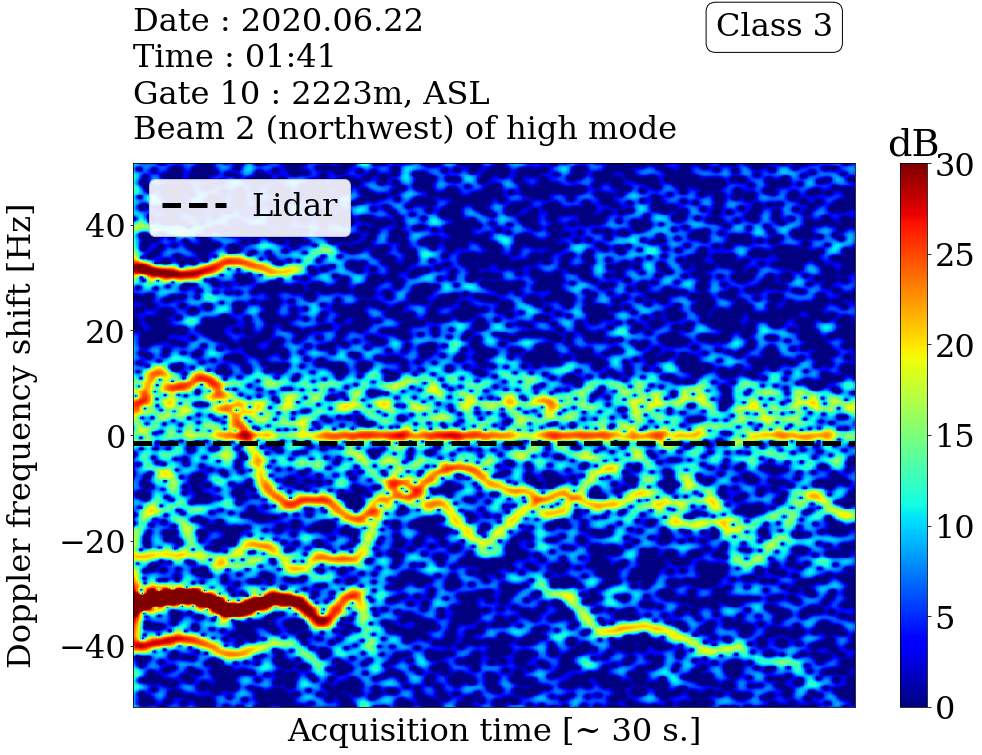 Date : 2020.06.22
Time : 01:41
Gate 10 : 2223m, ASL
Beam 2 (northwest) of high mode
Class 3
dB
Lidar
Doppler frequency shift [Hz]
40
20
0
−20
−40
30
25
20
15
10
5
0
Acquisition time [~ 30 s.]